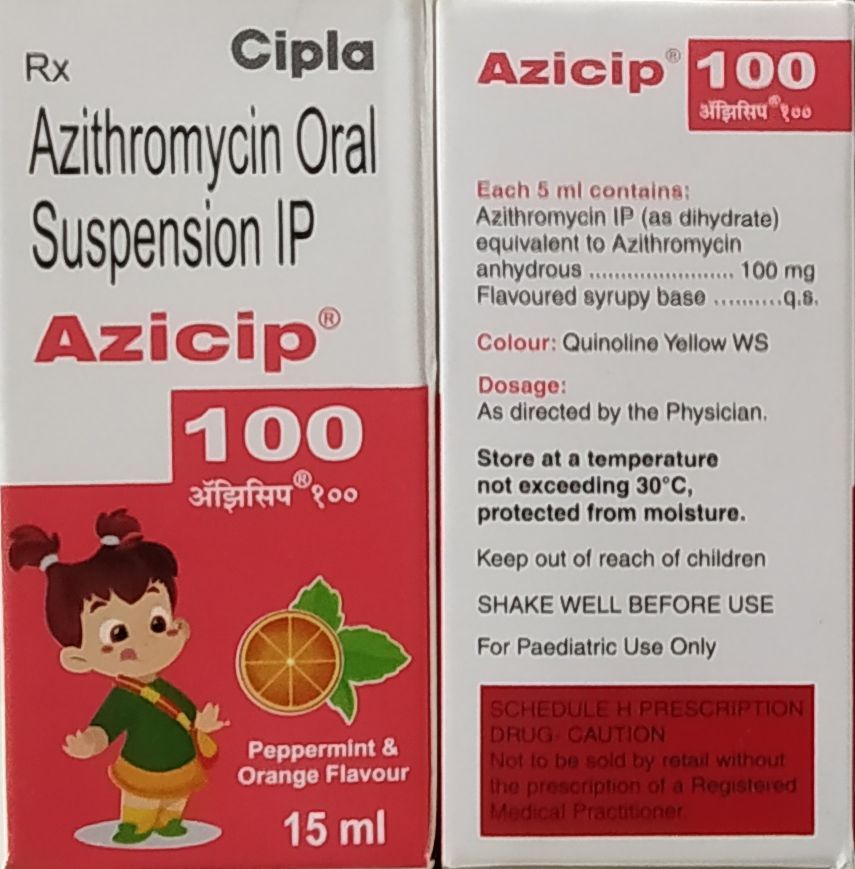 Rx
Cipla
Azithromycin Oral
Suspension IP
Azicip®
100
ॲझिसिप®१००
Peppermint &
Orange Flavour
15 ml
Azicip® 100
ॲझिसिप®१००
Each 5 ml contains:
Azithromycin IP (as dihydrate)
equivalent to Azithromycin
anhydrous ....................... 100 mg
Flavoured syrupy base ...........q.s.
Colour: Quinoline Yellow WS
Dosage:
As directed by the Physician.
Store at a temperature
not exceeding 30°C,
protected from moisture.
Keep out of reach of children
SHAKE WELL BEFORE USE
For Paediatric Use Only
SCHEDULE H PRESCRIPTION
DRUG- CAUTION
Not to be sold by retail without
the prescription of a Registered
Medical Practitioner.